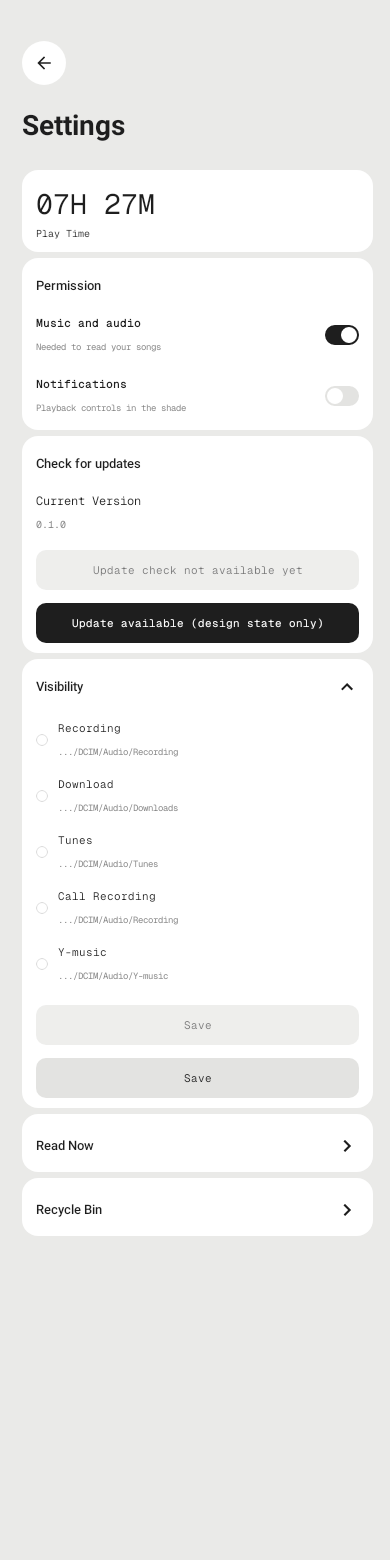 Settings
07H 27M
Play Time
Permission
Music and audio
Needed to read your songs
Notifications
Playback controls in the shade
Check for updates
Current Version
0.1.0
Update check not available yet
Update available (design state only)
Visibility
Recording
.../DCIM/Audio/Recording
Download
.../DCIM/Audio/Downloads
Tunes
.../DCIM/Audio/Tunes
Call Recording
.../DCIM/Audio/Recording
Y-music
.../DCIM/Audio/Y-music
Save
Save
Read Now
Recycle Bin